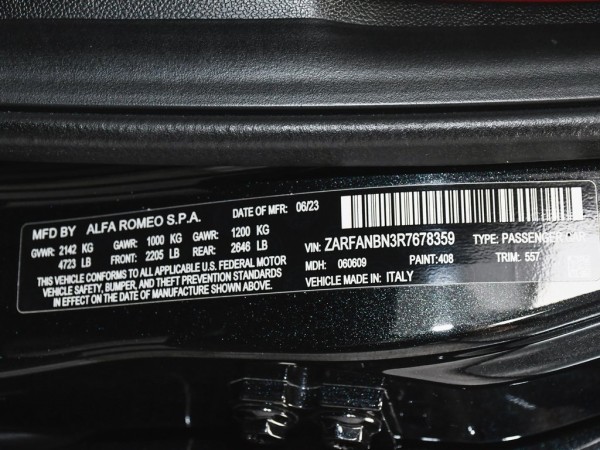 MFD BY ALFA ROMEO S.P.A. DATE OF MFR: 06/23
GVWR: 2142 KG GAWR: 1000 KG GAWR: 1200 KG
4723 LB FRONT: 2205 LB REAR: 2646 LB
THIS VEHICLE CONFORMS TO ALL APPLICABLE U.S. FEDERAL MOTOR
VEHICLE SAFETY, BUMPER, AND THEFT PREVENTION STANDARDS
IN EFFECT ON THE DATE OF MANUFACTURE SHOWN ABOVE.
VIN: ZARFANBN3R7678359 TYPE: PASSENGER CAR
MDH: 060609 PAINT: 408 TRIM: 557
VEHICLE MADE IN: ITALY